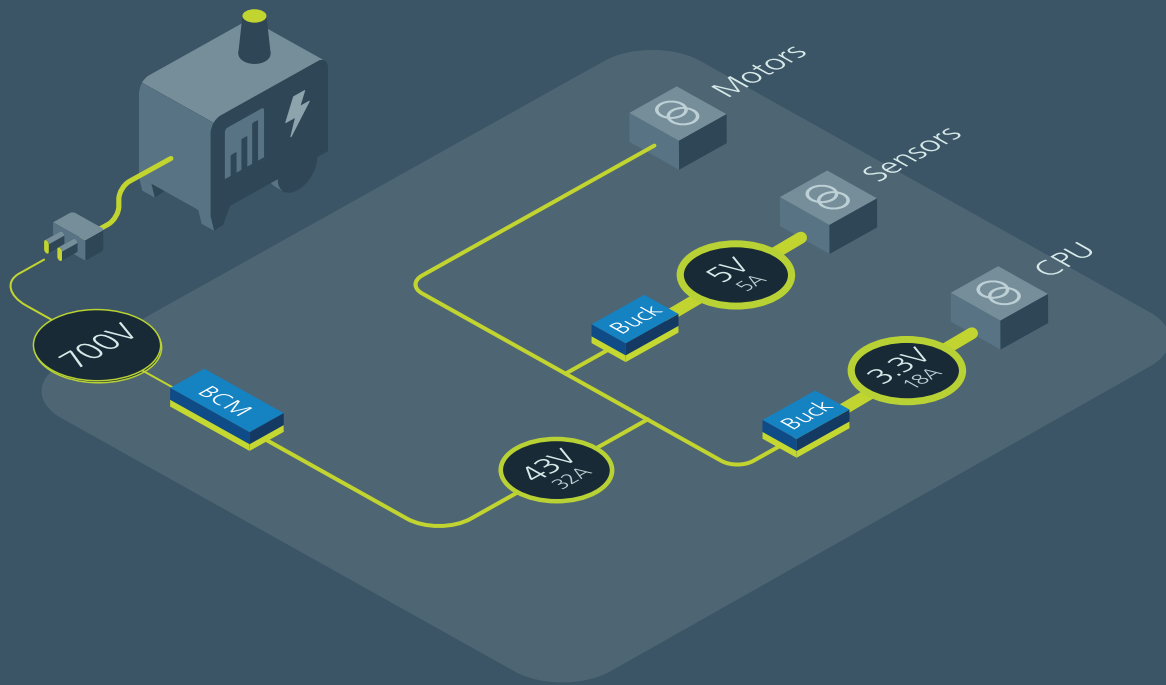 Motors
Sensors
CPU
5V
5A
Buck
3.3V
18A
Buck
700V
BCM
43V
32A